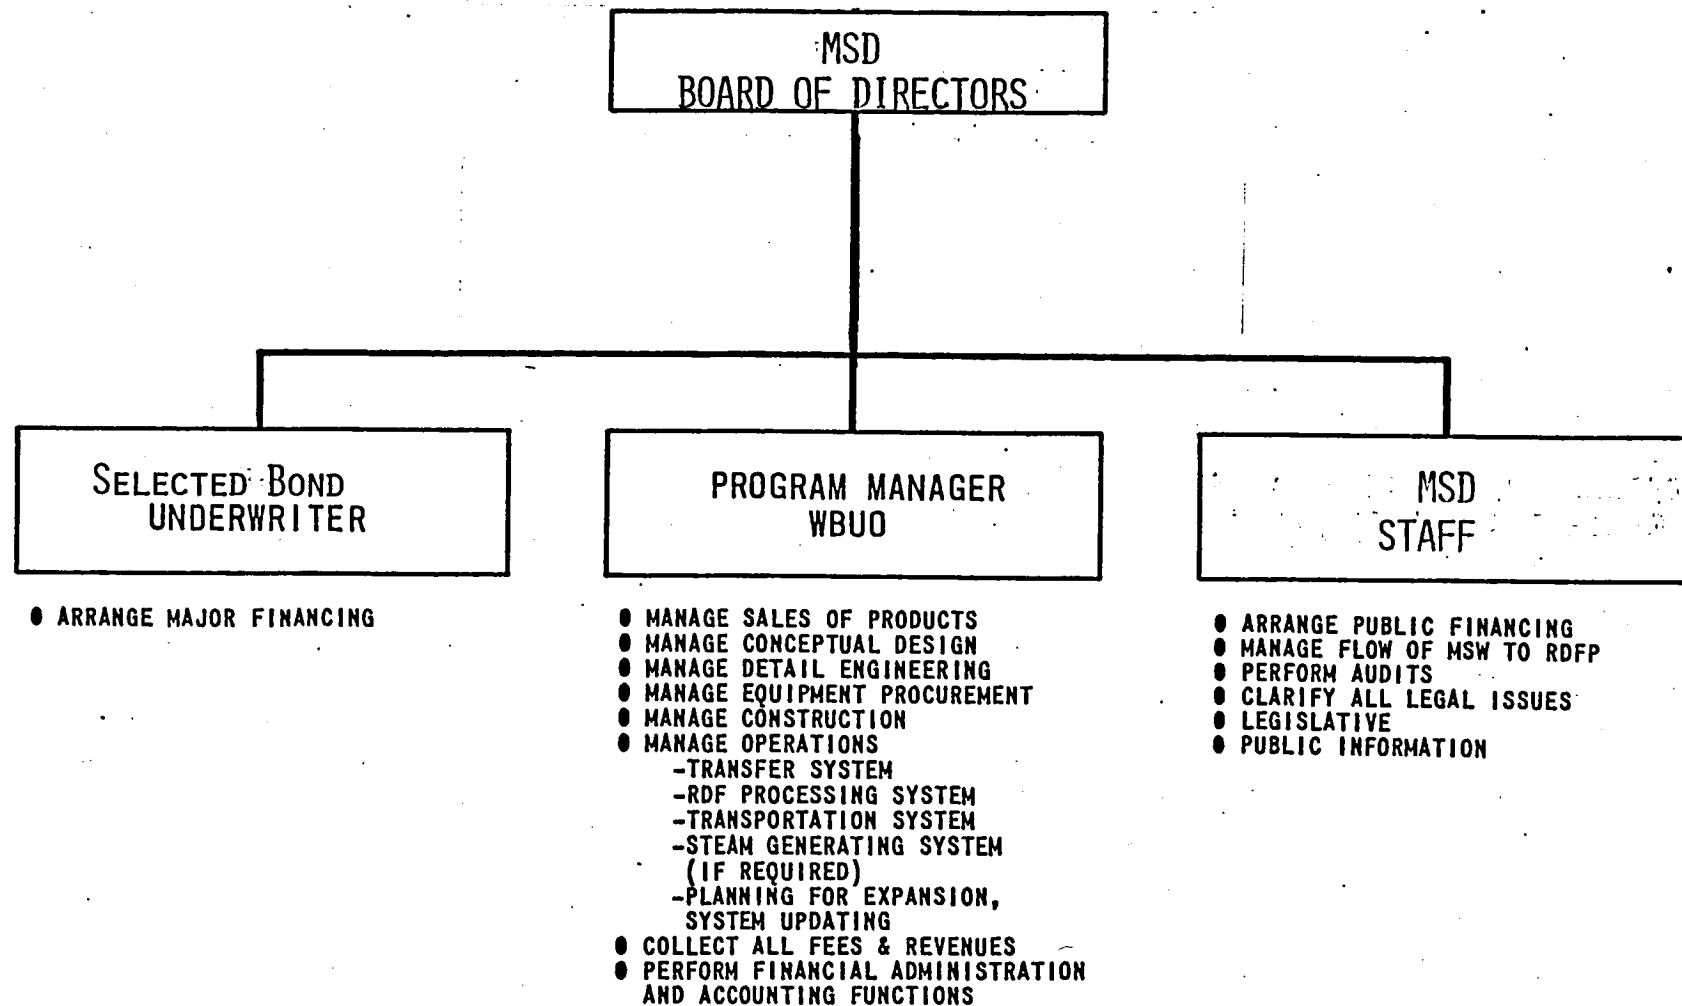 MSD
BOARD OF DIRECTORS
SELECTED BOND
UNDERWRITER
● ARRANGE MAJOR FINANCING
PROGRAM MANAGER
WBUO
● MANAGE SALES OF PRODUCTS
● MANAGE CONCEPTUAL DESIGN
● MANAGE DETAIL ENGINEERING
● MANAGE EQUIPMENT PROCUREMENT
● MANAGE CONSTRUCTION
● MANAGE OPERATIONS
-TRANSFER SYSTEM
-RDF PROCESSING SYSTEM
-TRANSPORTATION SYSTEM
-STEAM GENERATING SYSTEM
(IF REQUIRED)
-PLANNING FOR EXPANSION,
SYSTEM UPDATING
● COLLECT ALL FEES & REVENUES
● PERFORM FINANCIAL ADMINISTRATION
AND ACCOUNTING FUNCTIONS
MSD
STAFF
● ARRANGE PUBLIC FINANCING
● MANAGE FLOW OF MSW TO RDFP
● PERFORM AUDITS
● CLARIFY ALL LEGAL ISSUES
● LEGISLATIVE
● PUBLIC INFORMATION